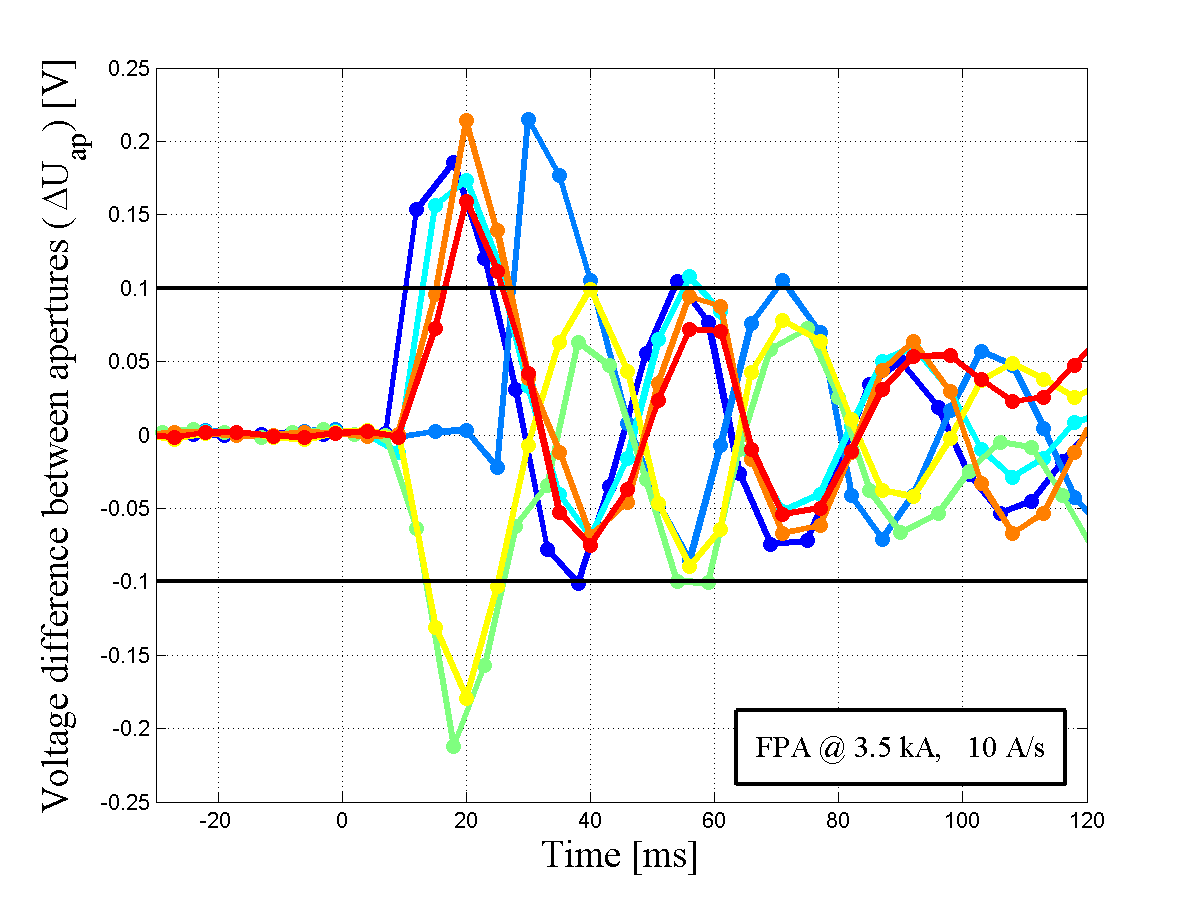 Voltage difference between apertures ( ΔUap ) [V]
0.25
0.2
0.15
0.1
0.05
0
-0.05
-0.1
-0.15
-0.2
-0.25
FPA @ 3.5 kA, 10 A/s
-20 0 20 40 60 80 100 120
Time [ms]